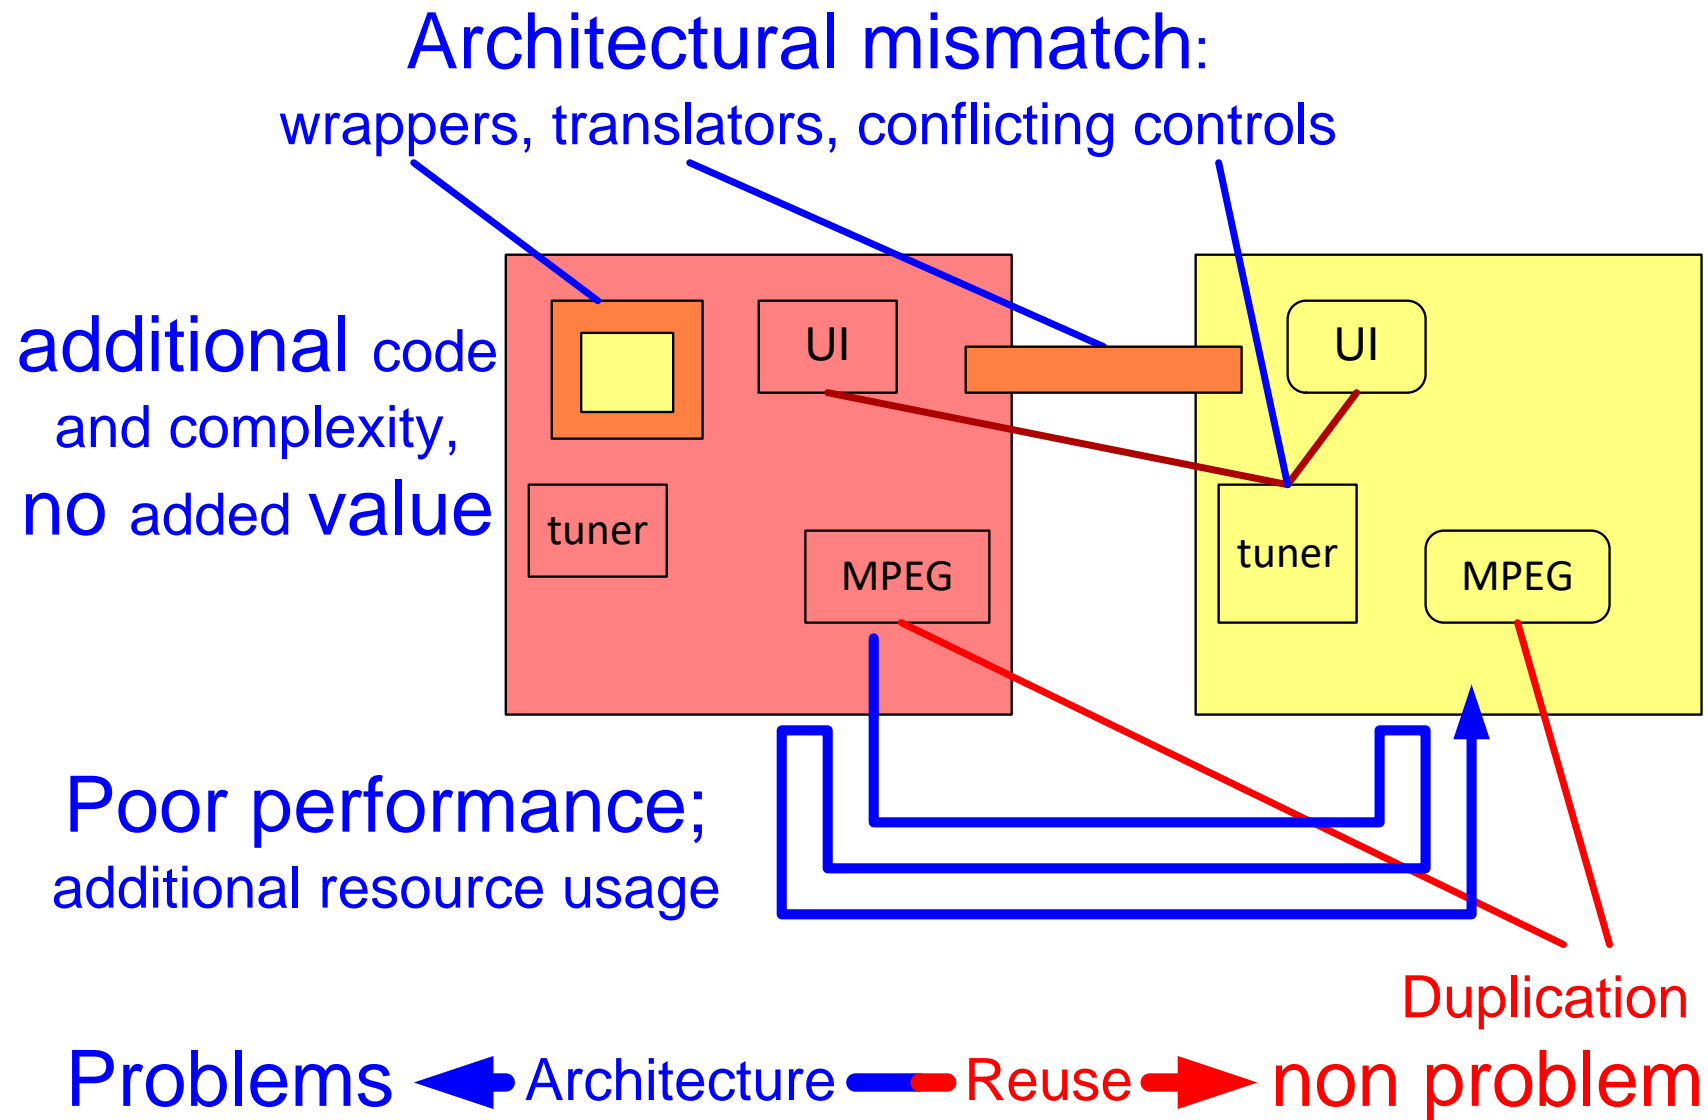 Architectural mismatch:
wrappers, translators, conflicting controls
additional code
and complexity,
no added value
UI
tuner
MPEG
UI
tuner
MPEG
Poor performance;
additional resource usage
Duplication
Problems Architecture Reuse non problem